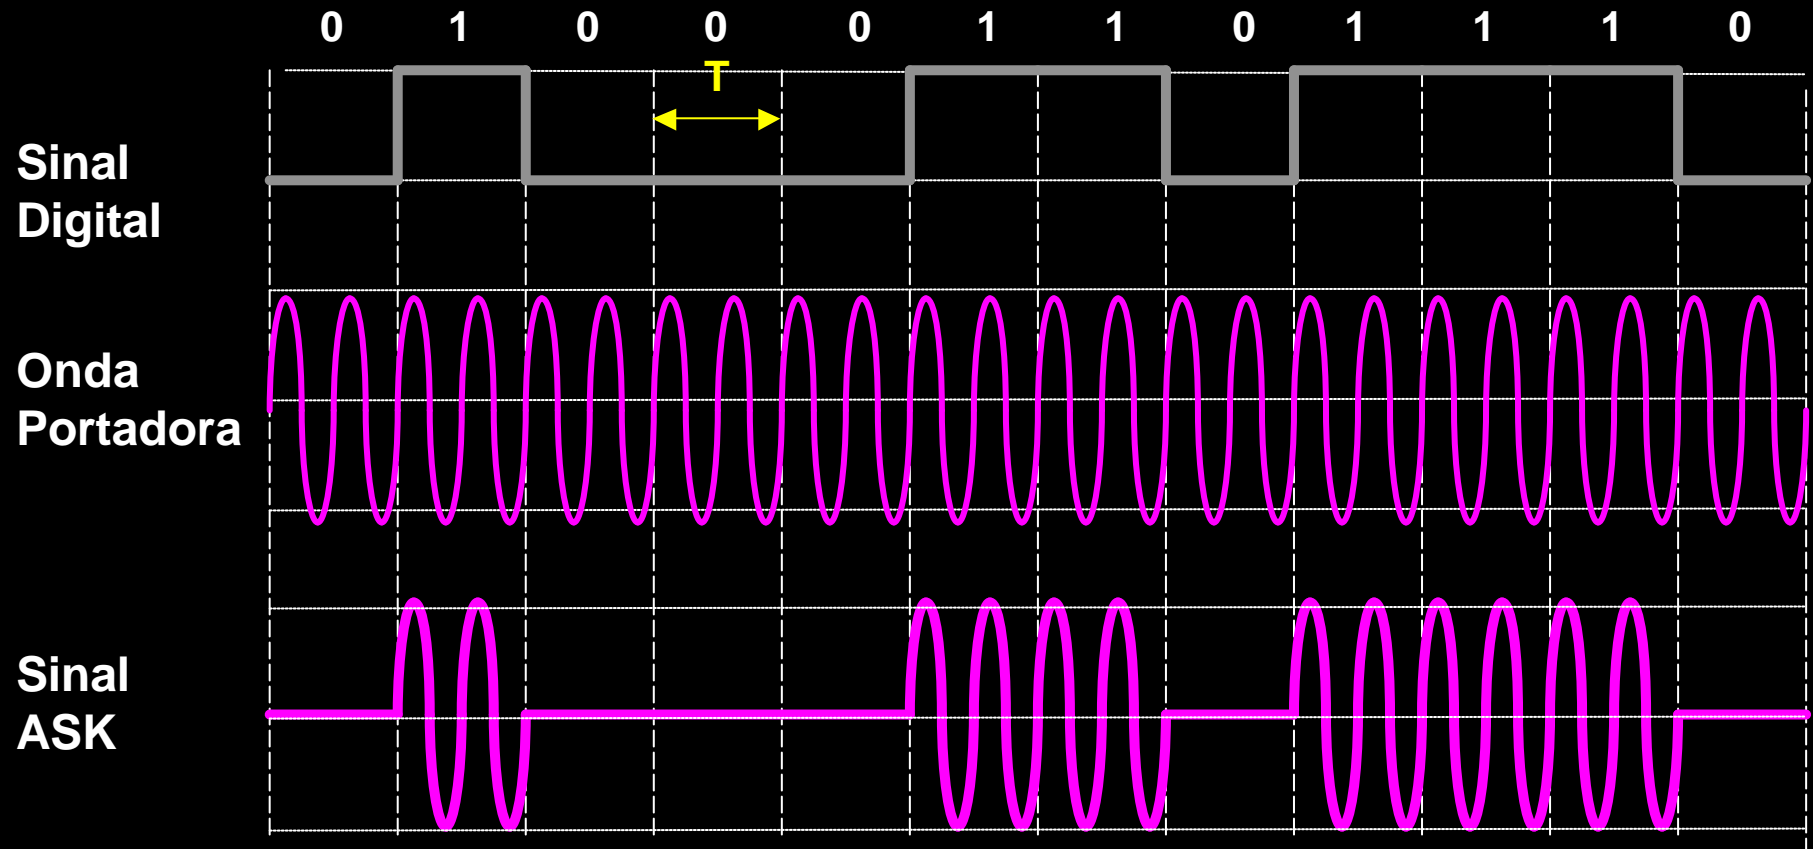 0 1 0 0 0 1 1 0 1 1 1 0
T
Sinal
Digital
Onda
Portadora
Sinal
ASK